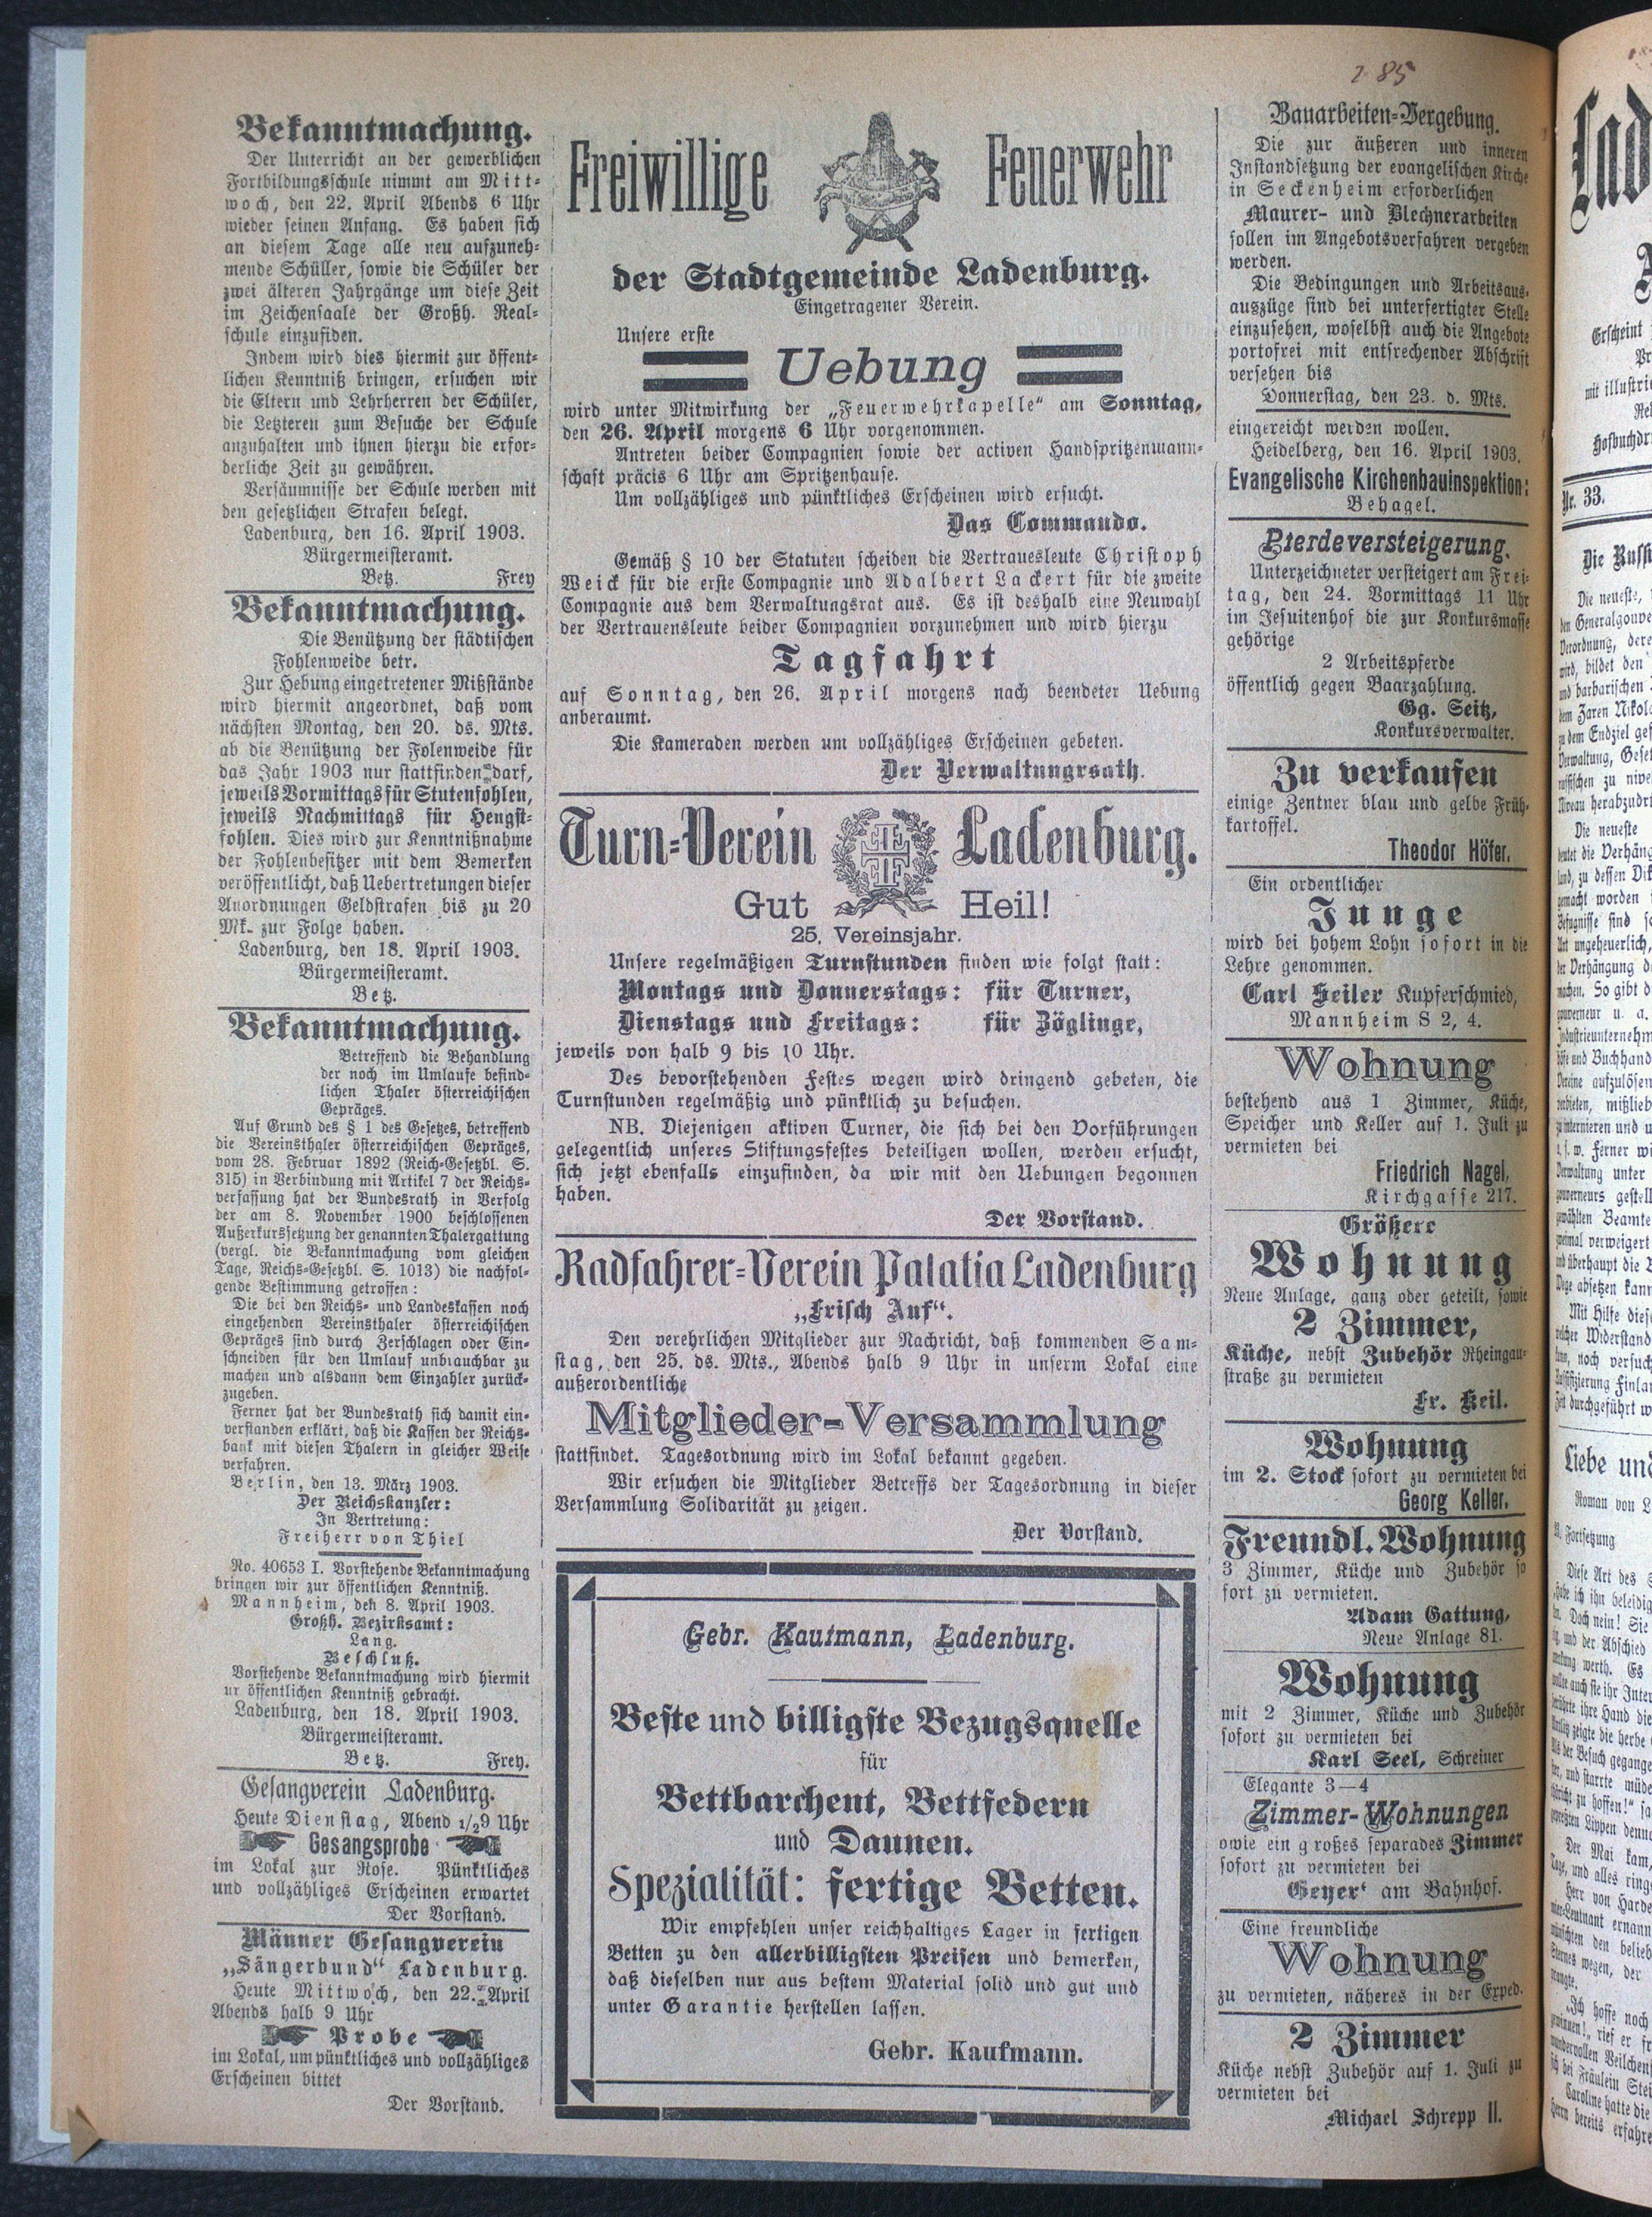 285
Bekanntmachung.
Der Unterricht an der gewerblichen
Fortbildungsschule nimmt am Mitt-
woch, den 22. April Abends 6 Uhr
wieder seinen Anfang. Es haben sich
an diesem Tage alle neu aufzuneh-
mende Schüller, sowie die Schüler der
zwei älteren Jahrgänge um diese Zeit
im Zeichensaale der Großh. Real-
schule einzufiden.
Indem wird dies hiermit zur öffent-
lichen Kenntniß bringen, ersuchen wir
die Eltern und Lehrherren der Schüler,
die Letzteren zum Besuche der Schule
anzuhalten und ihnen hierzu die erfor-
derliche Zeit zu gewähren.
Versäumnisse der Schule werden mit
den gesetzlichen Strafen belegt.
Ladenburg, den 16. April 1903.
Bürgermeisteramt.
Betz. Frey
Bekanntmachung.
Die Benützung der städtischen
Fohlenweide betr.
Zur Hebung eingetretener Mißstände
wird hiermit angeordnet, daß vom
nächsten Montag, den 20. ds. Mts.
ab die Benützung der Folenweide für
das Jahr 1903 nur stattfinden darf,
jeweils Vormittags für Stutenfohlen,
jeweils Nachmittags für Hengst-
fohlen. Dies wird zur Kenntnißnahme
der Fohlenbesitzer mit dem Bemerken
veröffentlicht, daß Uebertretungen dieser
Anordnungen Geldstrafen bis zu 20
Mk. zur Folge haben.
Ladenburg, den 18. April 1903.
Bürgermeisteramt.
Betz.
Bekanntmachung.
Betreffend die Behandlung
der noch im Umlaufe befind-
lichen Thaler österreichischen
Gepräges.
Auf Grund des § 1 des Gesetzes, betreffend
die Vereinsthaler österreichischen Gepräges,
vom 28. Februar 1892 (Reich-Gesetzbl. S.
315) in Verbindung mit Artikel 7 der Reichs-
verfassung hat der Bundesrath in Verfolg
der am 8. November 1900 beschlossenen
Außerkurssetzung der genannten Thalergattung
(vergl. die Bekanntmachung vom gleichen
Tage, Reichs-Gesetzbl. S. 1013) die nachfol-
gende Bestimmung getroffen:
Die bei den Reichs- und Landeskassen noch
eingehenden Vereinsthaler österreichischen
Gepräges sind durch Zerschlagen oder Ein-
schneiden für den Umlauf unbrauchbar zu
machen und alsdann dem Einzahler zurück-
zugeben.
Ferner hat der Bundesrath sich damit ein-
verstanden erklärt, daß die Kassen der Reichs-
bank mit diesen Thalern in gleicher Weise
verfahren.
Berlin, den 13. März 1903.
Der Reichskanzler:
In Vertretung:
Freiherr von Thiel
No. 40653 I. Vorstehende Bekanntmachung
bringen wir zur öffentlichen Kenntniß.
Mannheim, den 8. April 1903.
Großh. Bezirksamt:
Lang.
Beschluß.
Vorstehende Bekanntmachung wird hiermit
ur öffentlichen Kenntniß gebracht.
Ladenburg, den 18. April 1903.
Bürgermeisteramt.
Betz. Frey.
Gesangverein Ladenburg.
Heute Dienstag, Abend 1/29 Uhr
Gesangsprobe
im Lokal zur Rose. Pünktliches
und vollzähliges Erscheinen erwartet
Der Vorstand.
Männer Gesangverein
„Sängerbund“ Ladenburg.
Heute Mittwoch, den 22. April
Abends halb 9 Uhr
Probe
im Lokal, um pünktliches und vollzähliges
Erscheinen bittet
Der Vorstand.
Freiwillige Feuerwehr
der Stadtgemeinde Ladenburg.
Eingetragener Verein.
Unsere erste
Uebung
wird unter Mitwirkung der „Feuerwehrkapelle“ am Sonntag,
den 26. April morgens 6 Uhr vorgenommen.
Antreten beider Compagnien sowie der activen Handspritzenmann-
schaft präcis 6 Uhr am Spritzenhause.
Um vollzähliges und pünktliches Erscheinen wird ersucht.
Das Commando.
Gemäß § 10 der Statuten scheiden die Vertrauesleute Christoph
Weick für die erste Compagnie und Adalbert Lackert für die zweite
Compagnie aus dem Verwaltungsrat aus. Es ist deshalb eine Neuwahl
der Vertrauensleute beider Compagnien vorzunehmen und wird hierzu
Tagfahrt
auf Sonntag, den 26. April morgens nach beendeter Uebung
anberaumt.
Die Kameraden werden um vollzähliges Erscheinen gebeten.
Der Verwaltungrsath.
Turn-Verein Ladenburg.
Gut Heil!
25. Vereinsjahr.
Unsere regelmäßigen Turnstunden finden wie folgt statt:
Montags und Donnerstags: für Turner,
Dienstags und Freitags: für Zöglinge,
jeweils von halb 9 bis 10 Uhr.
Des bevorstehenden Festes wegen wird dringend gebeten, die
Turnstunden regelmäßig und pünktlich zu besuchen.
NB. Diejenigen aktiven Turner, die sich bei den Vorführungen
gelegentlich unseres Stiftungsfestes beteiligen wollen, werden ersucht,
sich jetzt ebenfalls einzufinden, da wir mit den Uebungen begonnen
haben.
Der Vorstand.
Radfahrer-Verein Palatia Ladenburg
„Frisch Auf“.
Den verehrlichen Mitglieder zur Nachricht, daß kommenden Sam-
stag, den 25. ds. Mts., Abends halb 9 Uhr in unserm Lokal eine
außerordentliche
Mitglieder-Versammlung
stattfindet. Tagesordnung wird im Lokal bekannt gegeben.
Wir ersuchen die Mitglieder Betreffs der Tagesordnung in dieser
Versammlung Solidarität zu zeigen.
Der Vorstand.
Gebr. Kaufmann, Ladenburg.
Beste und billigste Bezugsquelle
für
Bettbarchent, Bettfedern
und Daunen.
Spezialität: fertige Betten.
Wir empfehlen unser reichhaltiges Lager in fertigen
Betten zu den allerbilligsten Preisen und bemerken,
daß dieselben nur aus bestem Material solid und gut und
unter Garantie herstellen lassen.
Gebr. Kaufmann.
Bauarbeiten-Vergebung.
Die zur äußeren und inneren
Instandsetzung der evangelischen Kirche
in Seckenheim erforderlichen
Maurer- und Blechnerarbeiten
sollen im Angebotsverfahren vergeben
werden.
Die Bedingungen und Arbeitsaus-
auszüge sind bei unterfertigter Stelle
einzusehen, woselbst auch die Angebote
portofrei mit entsrechender Abschrift
versehen bis
Donnerstag, den 23. d. Mts.
eingereicht werden wollen.
Heidelberg, den 16. April 1903.
Evangelische Kirchenbauinspektion:
Behagel.
Pferdeversteigerung.
Unterzeichneter versteigert am Frei-
tag, den 24. Vormittags 11 Uhr
im Jesuitenhof die zur Konkursmasse
gehörige
2 Arbeitspferde
öffentlich gegen Baarzahlung.
Gg. Seitz,
Konkursverwalter.
Zu verkaufen
einige Zentner blau und gelbe Früh-
kartoffel.
Theodor Höfer.
Ein ordentlicher
Junge
wird bei hohem Lohn sofort in die
Lehre genommen.
Carl Heiler Kupferschmied,
Mannheim S 2, 4.
Wohnung
bestehend aus 1 Zimmer, Küche,
Speicher und Keller auf 1. Juli zu
vermieten bei
Friedrich Nagel,
Kirchgasse 217.
Größere
Wohnung
Neue Anlage, ganz oder geteilt, sowie
2 Zimmer,
Küche, nebst Zubehör Rheingau-
straße zu vermieten
Fr. Keil.
Wohnung
im 2. Stock sofort zu vermieten bei
Georg Keller.
Freundl. Wohnung
3 Zimmer, Küche und Zubehör so
fort zu vermieten.
Adam Gattung,
Neue Anlage 81.
Wohnung
mit 2 Zimmer, Küche und Zubehör
sofort zu vermieten bei
Karl Seel, Schreiner
Elegante 3—4
Zimmer-Wohnungen
owie ein großes separades Zimmer
sofort zu vermieten bei
Geyer' am Bahnhof.
Eine freundliche
Wohnung
zu vermieten, näheres in der Exped.
2 Zimmer
Küche nebst Zubehör auf 1. Juli zu
vermieten bei
Michael Schrepp II.
Lad
Erscheint
mit illustri
Hofbuchdr
Nr. 33.
Die Russi
Die neueste,
Liebe und
Roman von
Fortsetzung